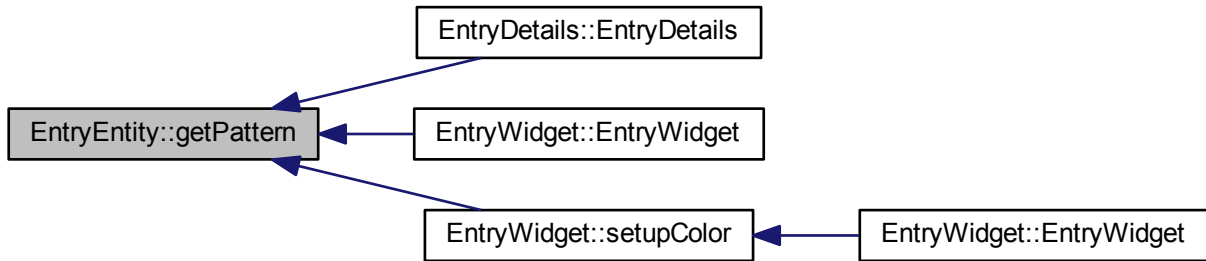 EntryDetails::EntryDetails
EntryEntity::getPattern
EntryWidget::EntryWidget
EntryWidget::setupColor
EntryWidget::EntryWidget